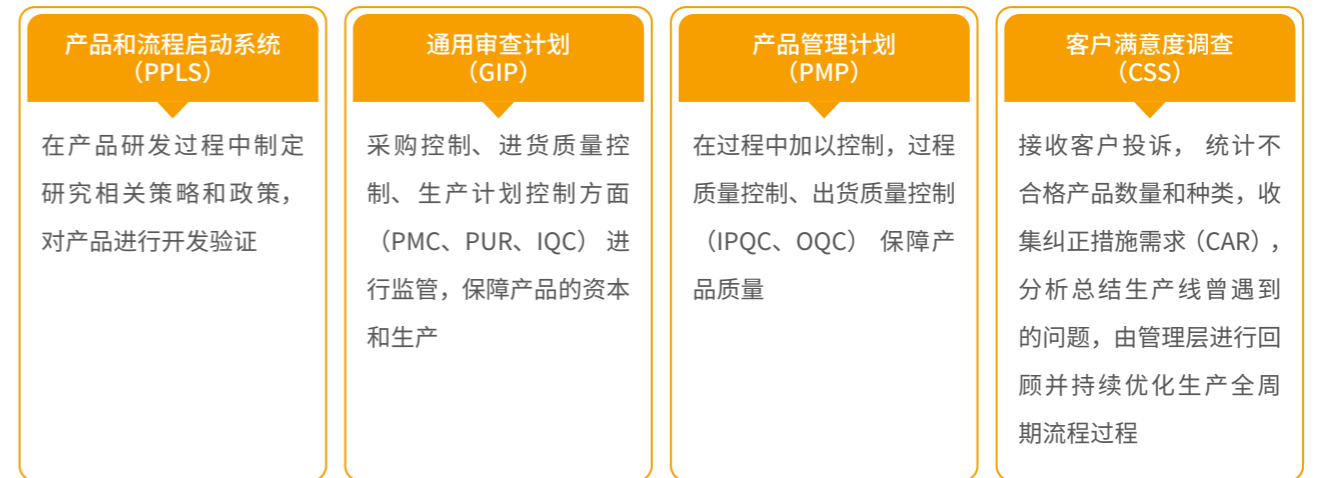 产品和流程启动系统
（PPLS）
在产品研发过程中制定
研究相关策略和政策，
对产品进行开发验证
通用审查计划
（GIP）
采购控制、进货质量控
制、生产计划控制方面
（PMC、PUR、IQC） 进
行监管，保障产品的资本
和生产
产品管理计划
（PMP）
在过程中加以控制，过程
质量控制、出货质量控制
（IPQC、OQC） 保障产
品质量
客户满意度调查
（CSS）
接收客户投诉， 统计不
合格产品数量和种类，收
集纠正措施需求（CAR），
分析总结生产线曾遇到
的问题，由管理层进行回
顾并持续优化生产全周
期流程过程